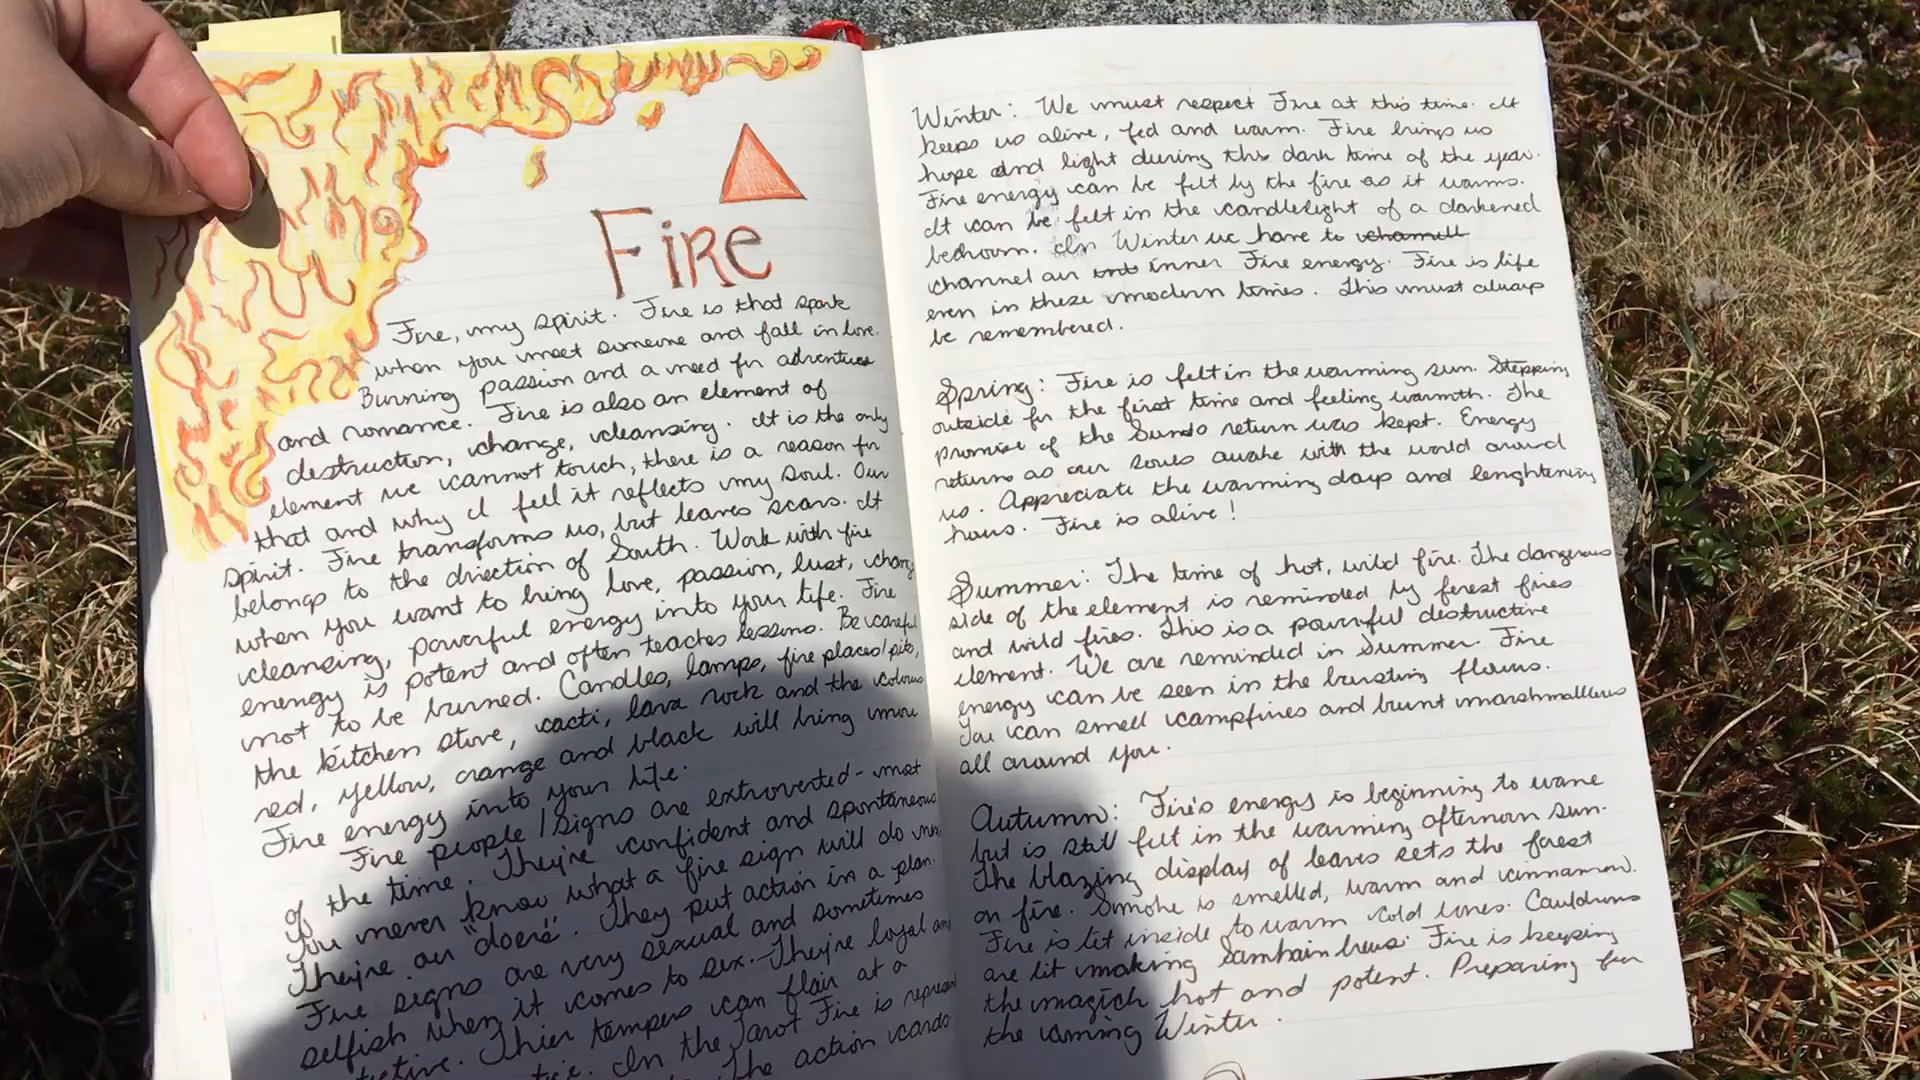 Fire
Fire, my spirit. Fire is that spark
when you meet someone and fall in love.
Burning passion and a need for adventure
and romance. Fire is also an element of
destruction, change, cleansing. It is the only
element we cannot touch, there is a reason for
that and why I feel it reflects my soul. Our
spirit. Fire transforms us, but leaves scars. It
belongs to the direction of South. Work with fire
when you want to bring love, passion, lust, chang
cleansing, powerful energy into your life. Fire
energy is potent and often teaches lessons. Be careful
not to be burned. Candles, lamps, fire places/pits,
the kitchen stove, cacti, lava rock and the colours
red, yellow, orange and black will bring more
Fire energy into your life.
Fire people/signs are extroverted - most
of the time. They're confident and spontaneous
You never know what a fire sign will do
They're are "doers". They put action in a plan.
Fire signs are very sexual and sometimes
selfish when it comes to sex. They're loyal an
Thier tempers can flair at a
In the Tarot Fire is represen
The action cards
Winter: We must respect Fire at this time. It
keeps us alive, fed and warm. Fire brings us
hope and light during this dark time of the year.
Fire energy can be felt by the fire as it warms.
It can be felt in the candlelight of a darkened
bedroom. In Winter we have to
channel our inner Fire energy. Fire is life
even in these modern times. This must always
be remembered.
Spring: Fire is felt in the warming sun. Stepping
outside for the first time and feeling warmth. The
promise of the Sunds return was kept. Energy
returns as our souls awake with the world around
us. Appreciate the warming days and lenghtening
hours. Fire is alive!
Summer: The time of hot, wild fire. The dangerous
side of the element is reminded by forest fires
and wild fires. This is a powerful destructive
element. We are reminded in Summer. Fire
energy can be seen in the bursting flowers.
You can smell campfires and burnt marshmallows
all around you.
Autumn: Fire's energy is beginning to wane
but is still felt in the warming afternoon sun.
The blazing display of leaves sets the forest
on fire. Smoke is smelled, warm and cinnamon.
Fire is lit inside to warm cold bones. Cauldrons
are lit making Samhain brews. Fire is keeping
the magick hot and potent. Preparing for
the coming Winter.